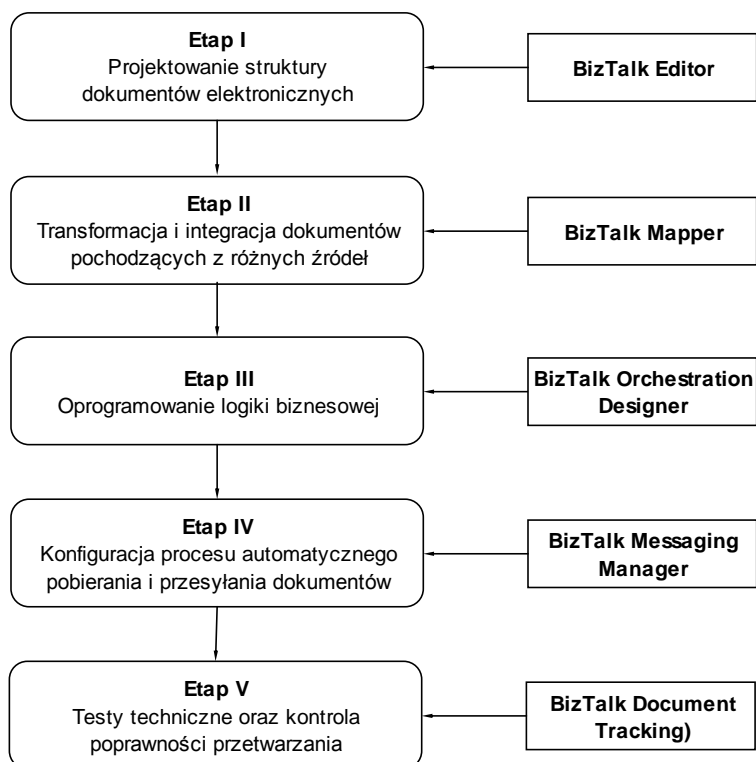 Etap I
Projektowanie struktury
dokumentów elektronicznych
BizTalk Editor
Etap II
Transformacja i integracja dokumentów
pochodzących z różnych źródeł
BizTalk Mapper
Etap III
Oprogramowanie logiki biznesowej
BizTalk Orchestration
Designer
Etap IV
Konfiguracja procesu automatycznego
pobierania i przesyłania dokumentów
BizTalk Messaging
Manager
Etap V
Testy techniczne oraz kontrola
poprawności przetwarzania
BizTalk Document
Tracking)